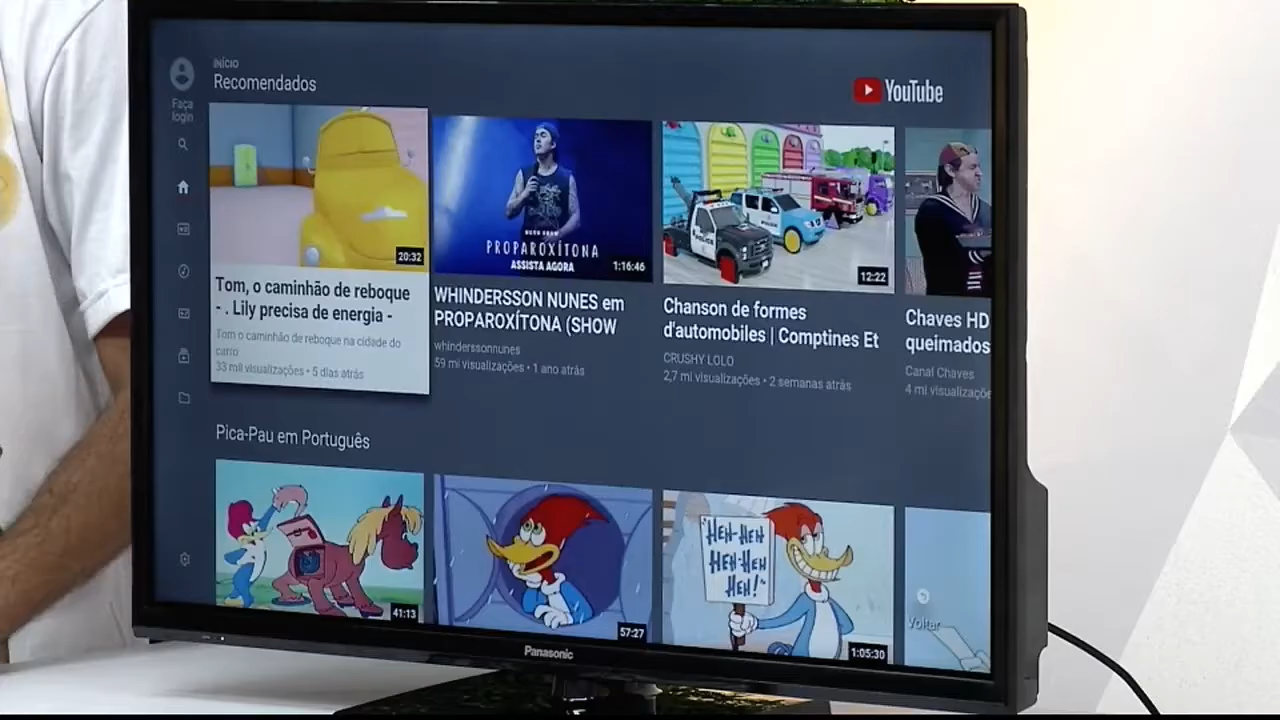 INÍCIO
Recomendados
YouTube
Faça
login
20:32
Tom, o caminhão de reboque
- . Lily precisa de energia -
Tom o caminhão de reboque na cidade do
carro
33 mil visualizações • 5 dias atrás
PROPAROXÍTONA
ASSISTA AGORA
1:16:46
WHINDERSSON NUNES em
PROPAROXÍTONA (SHOW
whinderssonnunes
59 mi visualizações • 1 ano atrás
12:22
Chanson de formes
d'automobiles | Comptines Et
CRUSHY LOLO
2,7 mi visualizações • 2 semanas atrás
Chaves HD
queimados
Canal Chaves
4 mi visualizaçõe
Pica-Pau em Português
41:13
57:27
HEH-HEH
HEH-HEH
HEH!
1:05:30
Voltar
Panasonic